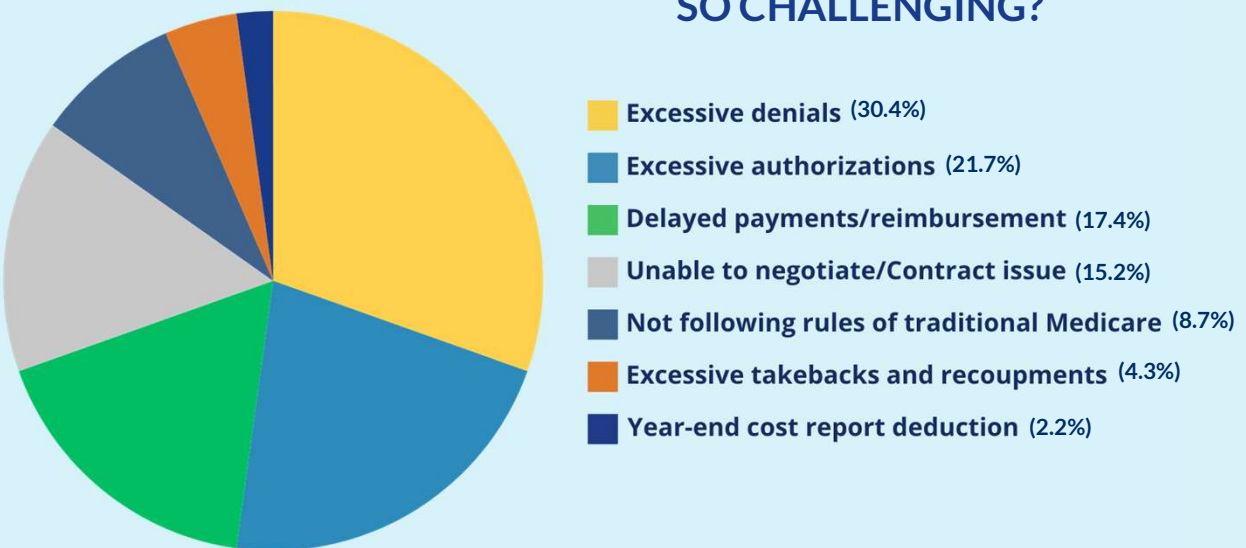 SO CHALLENGING?
Excessive denials (30.4%)
Excessive authorizations (21.7%)
Delayed payments/reimbursement (17.4%)
Unable to negotiate/Contract issue (15.2%)
Not following rules of traditional Medicare (8.7%)
Excessive takebacks and recoupments (4.3%)
Year-end cost report deduction (2.2%)